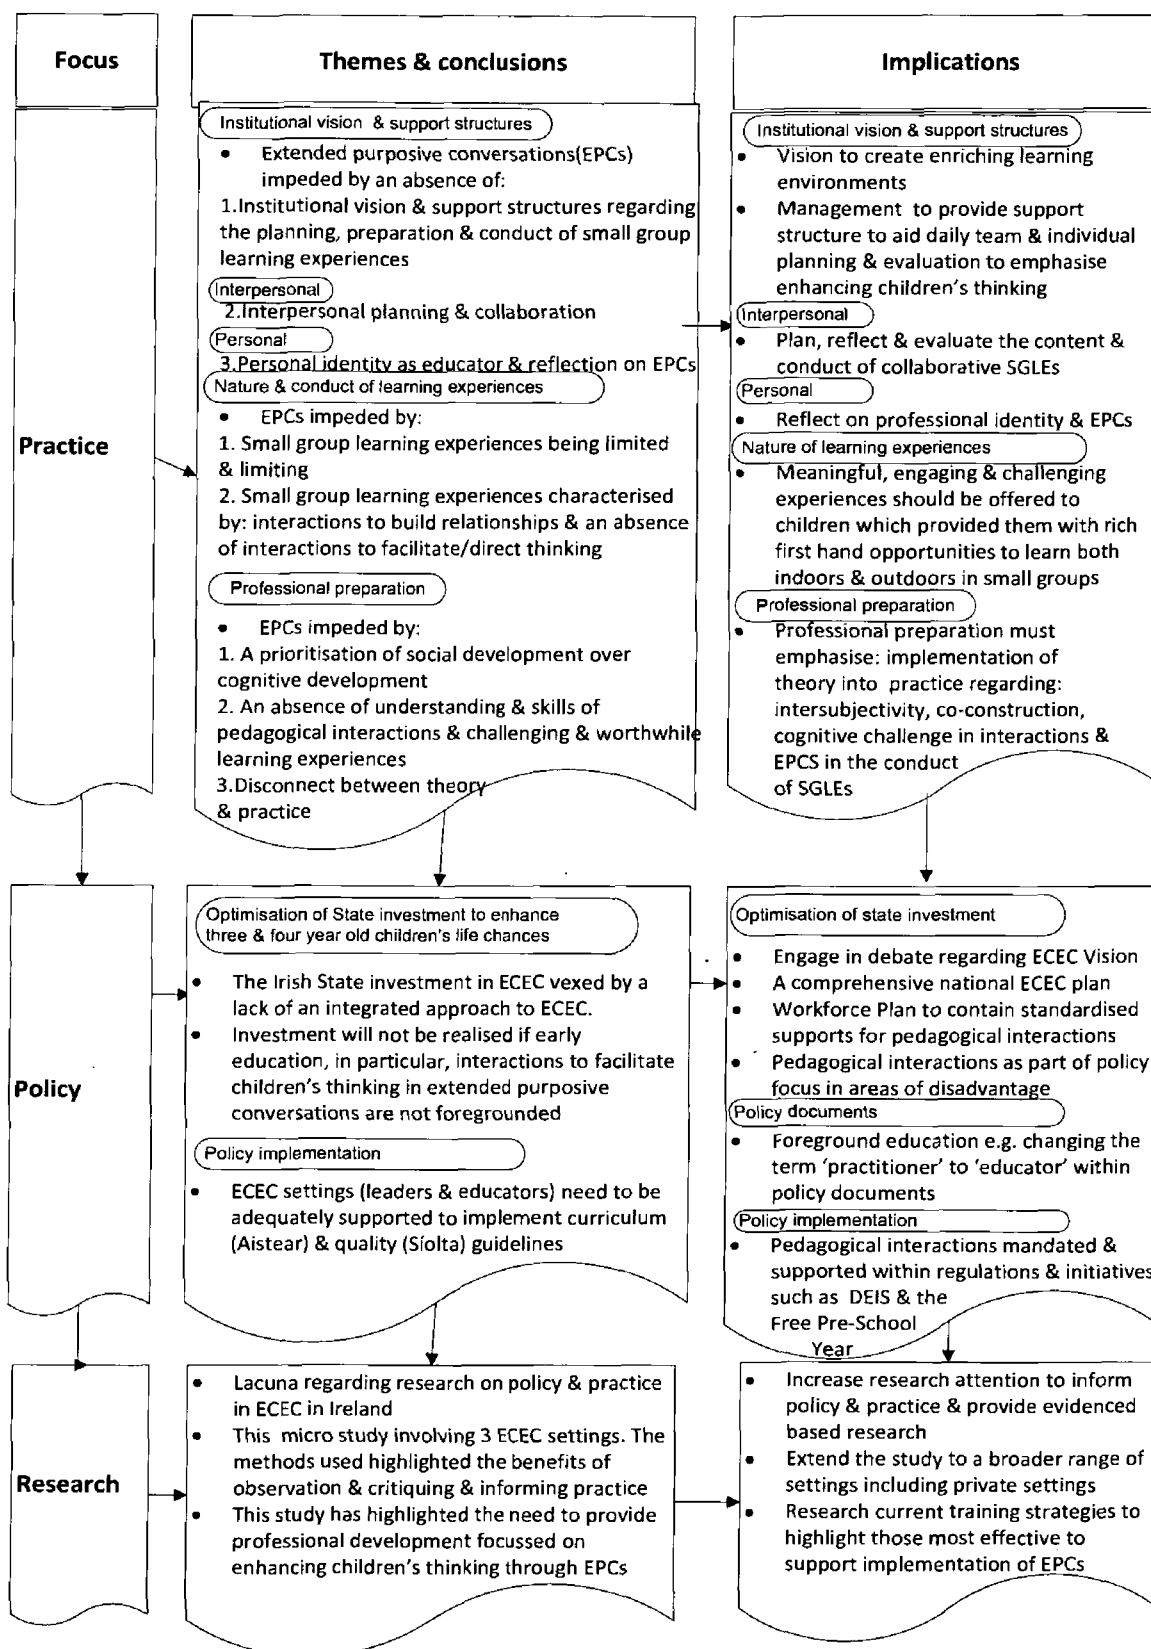 Focus
Themes & conclusions
Implications
Practice
Institutional vision & support structures
• Extended purposive conversations(EPCs)
impeded by an absence of:
1.Institutional vision & support structures regarding
the planning, preparation & conduct of small group
learning experiences
Interpersonal
2.Interpersonal planning & collaboration
Personal
3.Personal identity as educator & reflection on EPCs
Nature & conduct of learning experiences
• EPCs impeded by:
1. Small group learning experiences being limited
& limiting
2. Small group learning experiences characterised
by: interactions to build relationships & an absence
of interactions to facilitate/direct thinking
Professional preparation
• EPCs impeded by:
1. A prioritisation of social development over
cognitive development
2. An absence of understanding & skills of
pedagogical interactions & challenging & worthwhile
learning experiences
3.Disconnect between theory
& practice
Institutional vision & support structures
• Vision to create enriching learning
environments
• Management to provide support
structure to aid daily team & individual
planning & evaluation to emphasise
enhancing children's thinking
Interpersonal
• Plan, reflect & evaluate the content &
conduct of collaborative SGLEs
Personal
• Reflect on professional identity & EPCs
Nature of learning experiences
• Meaningful, engaging & challenging
experiences should be offered to
children which provided them with rich
first hand opportunities to learn both
indoors & outdoors in small groups
Professional preparation
• Professional preparation must
emphasise: implementation of
theory into practice regarding:
intersubjectivity, co-construction,
cognitive challenge in interactions &
EPCS in the conduct
of SGLEs
Policy
Optimisation of State investment to enhance
three & four year old children's life chances
• The Irish State investment in ECEC vexed by a
lack of an integrated approach to ECEC.
• Investment will not be realised if early
education, in particular, interactions to facilitate
children's thinking in extended purposive
conversations are not foregrounded
Policy implementation
• ECEC settings (leaders & educators) need to be
adequately supported to implement curriculum
(Aistear) & quality (Síolta) guidelines
Optimisation of state investment
• Engage in debate regarding ECEC Vision
• A comprehensive national ECEC plan
• Workforce Plan to contain standardised
supports for pedagogical interactions
• Pedagogical interactions as part of policy
focus in areas of disadvantage
Policy documents
• Foreground education e.g. changing the
term 'practitioner' to 'educator' within
policy documents
Policy implementation
• Pedagogical interactions mandated &
supported within regulations & initiatives
such as DEIS & the
Free Pre-School
Year
Research
• Lacuna regarding research on policy & practice
in ECEC in Ireland
• This micro study involving 3 ECEC settings. The
methods used highlighted the benefits of
observation & critiquing & informing practice
• This study has highlighted the need to provide
professional development focussed on
enhancing children's thinking through EPCs
• Increase research attention to inform
policy & practice & provide evidenced
based research
• Extend the study to a broader range of
settings including private settings
• Research current training strategies to
highlight those most effective to
support implementation of EPCs